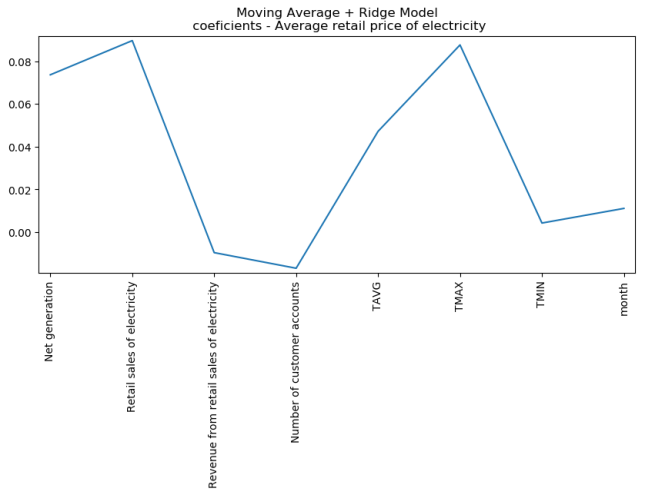 Moving Average + Ridge Model
coeficients - Average retail price of electricity
0.08
0.06
0.04
0.02
0.00
Net generation
Retail sales of electricity
Revenue from retail sales of electricity
Number of customer accounts
TAVG
TMAX
TMIN
month